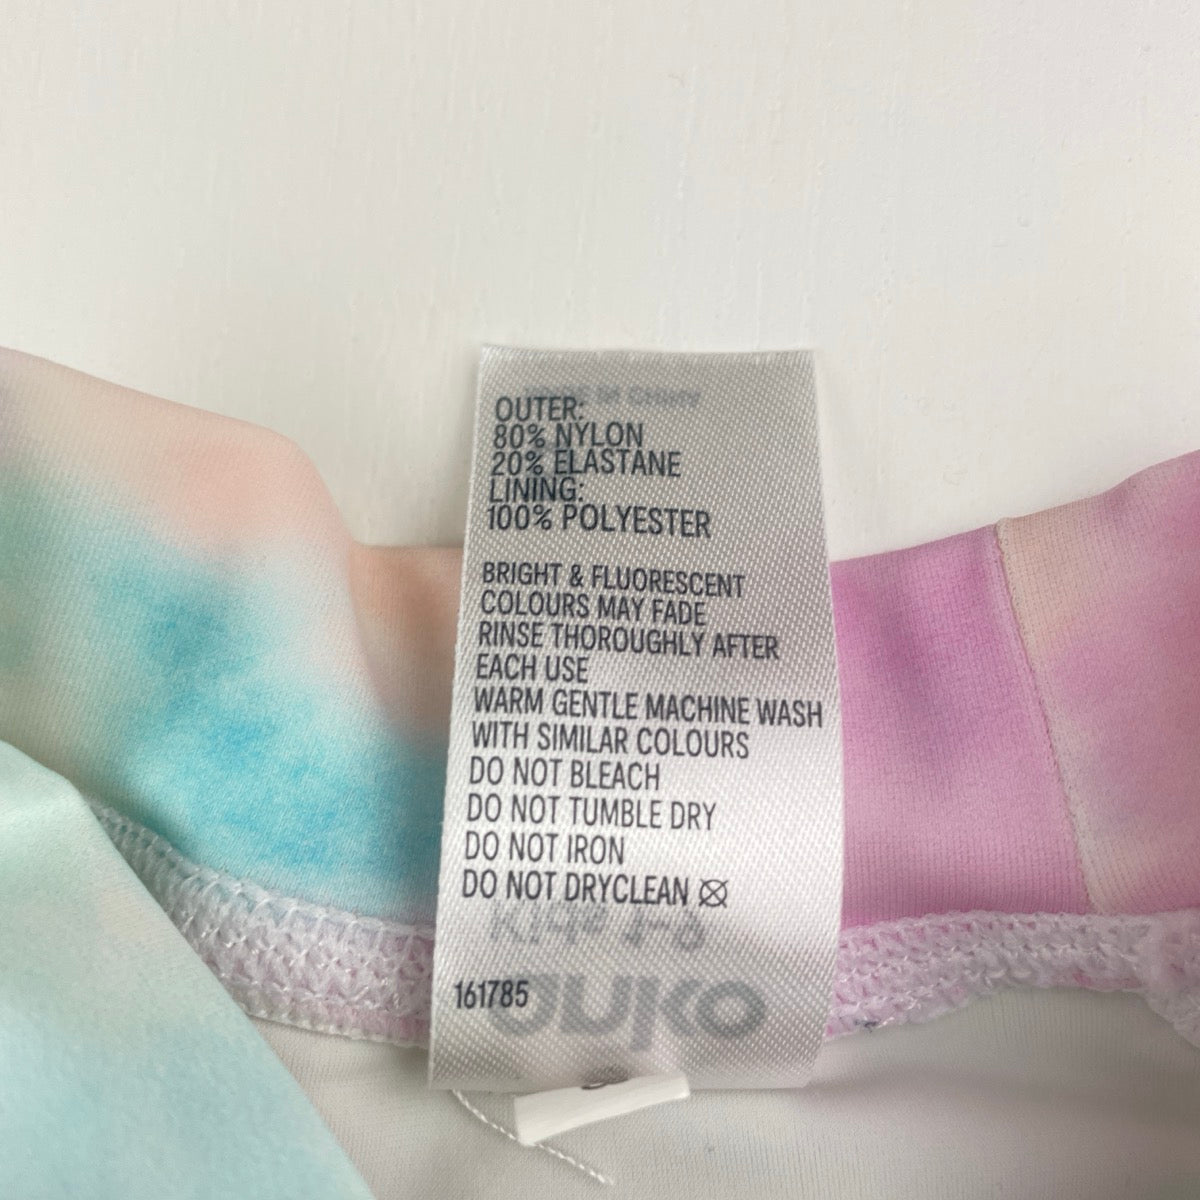 OUTER:
80% NYLON
20% ELASTANE
LINING:
100% POLYESTER
BRIGHT & FLUORESCENT
COLOURS MAY FADE
RINSE THOROUGHLY AFTER
EACH USE
WARM GENTLE MACHINE WASH
WITH SIMILAR COLOURS
DO NOT BLEACH
DO NOT TUMBLE DRY
DO NOT IRON
DO NOT DRYCLEAN
161785